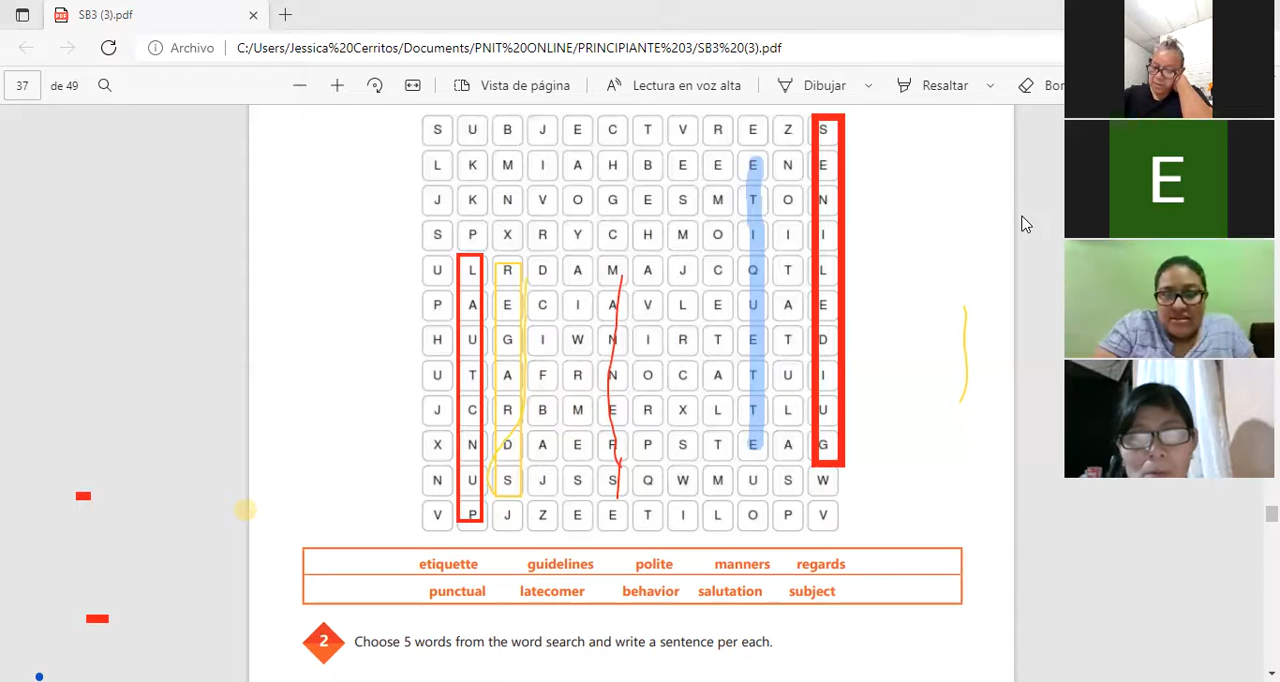 SB3 (3).pdf
Archivo C:/Users/Jessica%20Cerritos/Documents/PNIT%20ONLINE/PRINCIPIANTE%203/SB3%20(3).pdf
37 de 49 Vista de página Lectura en voz alta Dibujar Resaltar Bor
S U B J E C T V R E Z S
L K M I A H B E E E N E
J K N V O G E S M T O N
S P X R Y C H M O I I I
U L R D A M A J C Q T L
P A E C I A V L E U A E
H U G I W N I R T E T D
U T A F R N O C A T U I
J C R B M E R X L T L U
X N D A E R P S T E A G
N U S J S S Q W M U S W
V P J Z E E T I L O P V
etiquette guidelines polite manners regards
punctual latecomer behavior salutation subject
2 Choose 5 words from the word search and write a sentence per each.
E